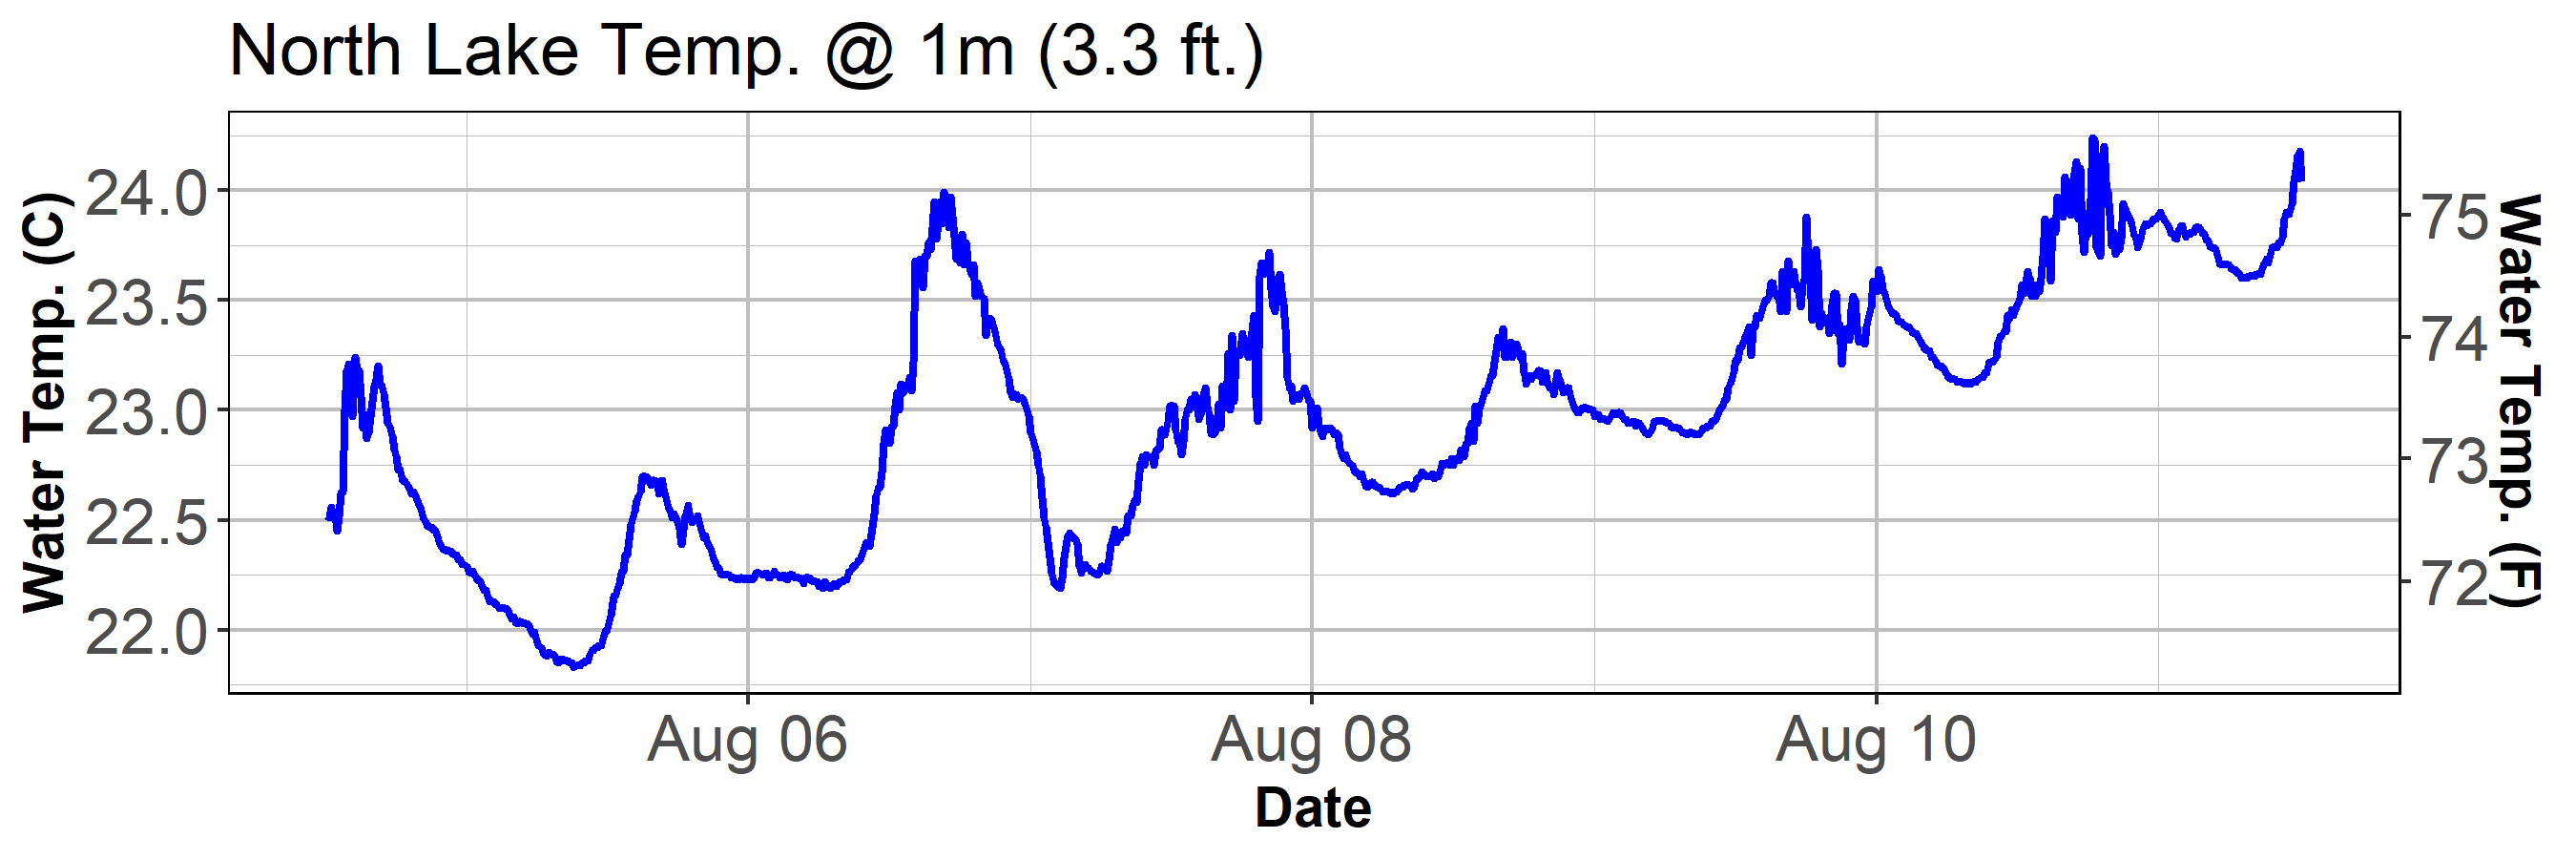 North Lake Temp. @ 1m (3.3 ft.)
Water Temp. (C)
24.0
23.5
23.0
22.5
22.0
75
74
73
72
Water Temp. (F)
Aug 06 Aug 08 Aug 10
Date